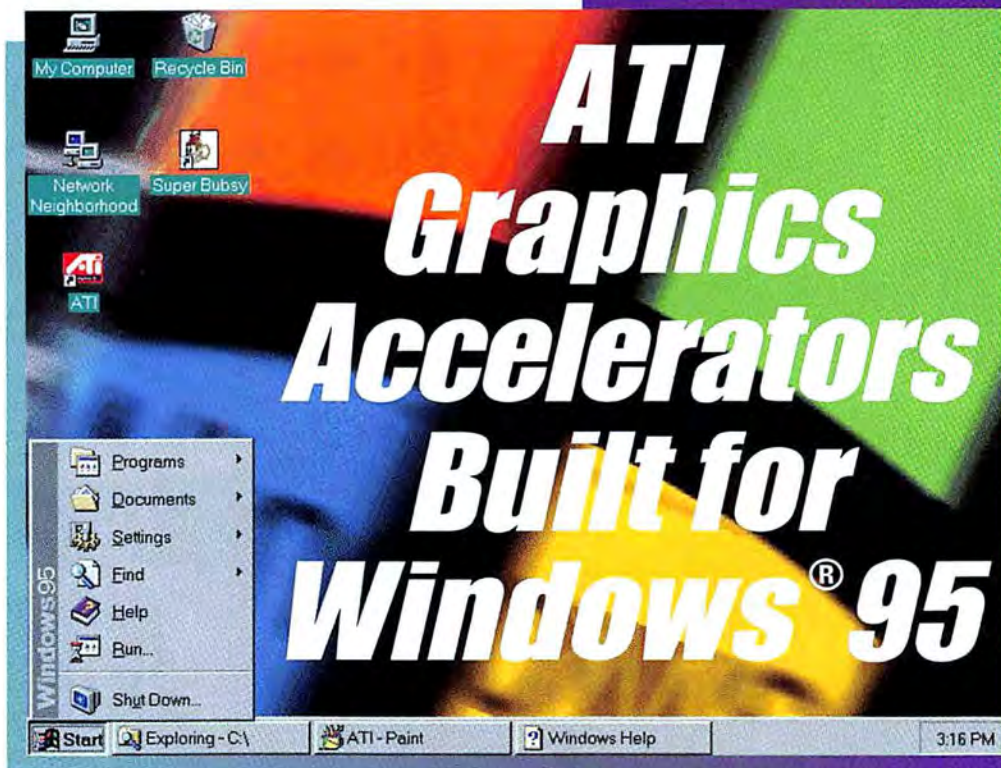 My Computer
Recycle Bin
Network
Neighborhood
Super Bubsy
ATi
ATI
ATI
Graphics
Accelerators
Built for
Windows® 95
Windows95
Programs
Documents
Settings
Find
Help
Run...
Shut Down...
Start
Exploring - C:\
ATI - Paint
Windows Help
3:16 PM